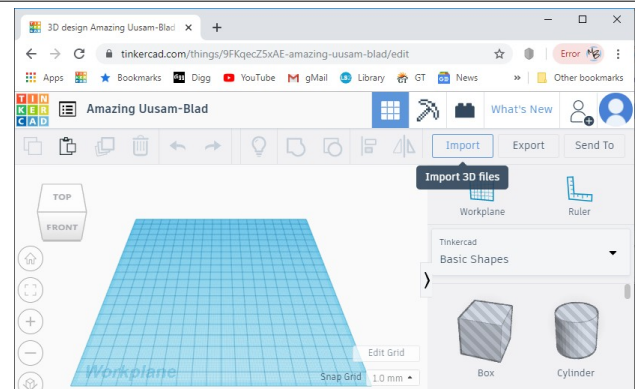 3D design Amazing Uusam-Blad
tinkercad.com/things/9FKqecZ5xAE-amazing-uusam-blad/edit
Error
Apps
Bookmarks
Digg
YouTube
gMail
Library
GT
News
»
Other bookmarks
TIN
KER
CAD
Amazing Uusam-Blad
What's New
Import
Export
Send To
Import 3D files
TOP
FRONT
Workplane
Ruler
Tinkercad
Basic Shapes
Box
Cylinder
Workplane
Edit Grid
Snap Grid 1.0 mm